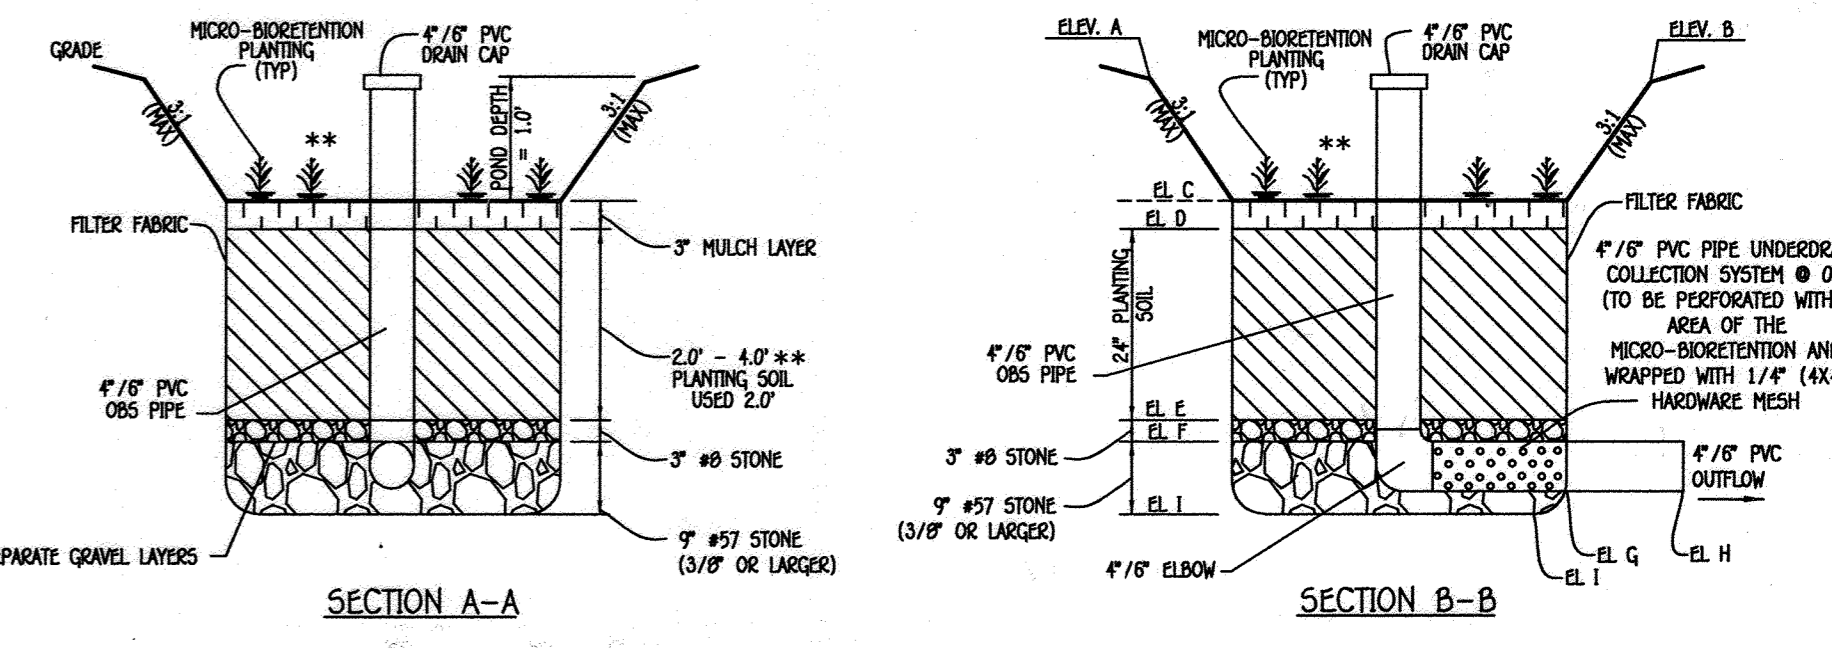 GRADE
MICRO-BIORETENTION
PLANTING
(TYP)
4"/6" PVC
DRAIN CAP
3:1
(MAX)
**
POND DEPTH
= 1.0'
3:1
(MAX)
FILTER FABRIC
3" MULCH LAYER
2.0' - 4.0' **
PLANTING SOIL
USED 2.0'
4"/6" PVC
OBS PIPE
3" #8 STONE
9" #57 STONE
(3/8" OR LARGER)
PARATE GRAVEL LAYERS
SECTION A-A
ELEV. A
MICRO-BIORETENTION
PLANTING
(TYP)
4"/6" PVC
DRAIN CAP
ELEV. B
3:1
(MAX)
**
3:1
(MAX)
EL C
EL D
FILTER FABRIC
24" PLANTING
SOIL
4"/6" PVC PIPE UNDERDRA
COLLECTION SYSTEM @ 0
(TO BE PERFORATED WITH
AREA OF THE
MICRO-BIORETENTION AN
WRAPPED WITH 1/4" (4X
HARDWARE MESH
4"/6" PVC
OBS PIPE
EL E
EL F
3" #8 STONE
9" #57 STONE
(3/8" OR LARGER)
EL I
4"/6" PVC
OUTFLOW
4"/6" ELBOW
EL G
EL H
EL I
SECTION B-B